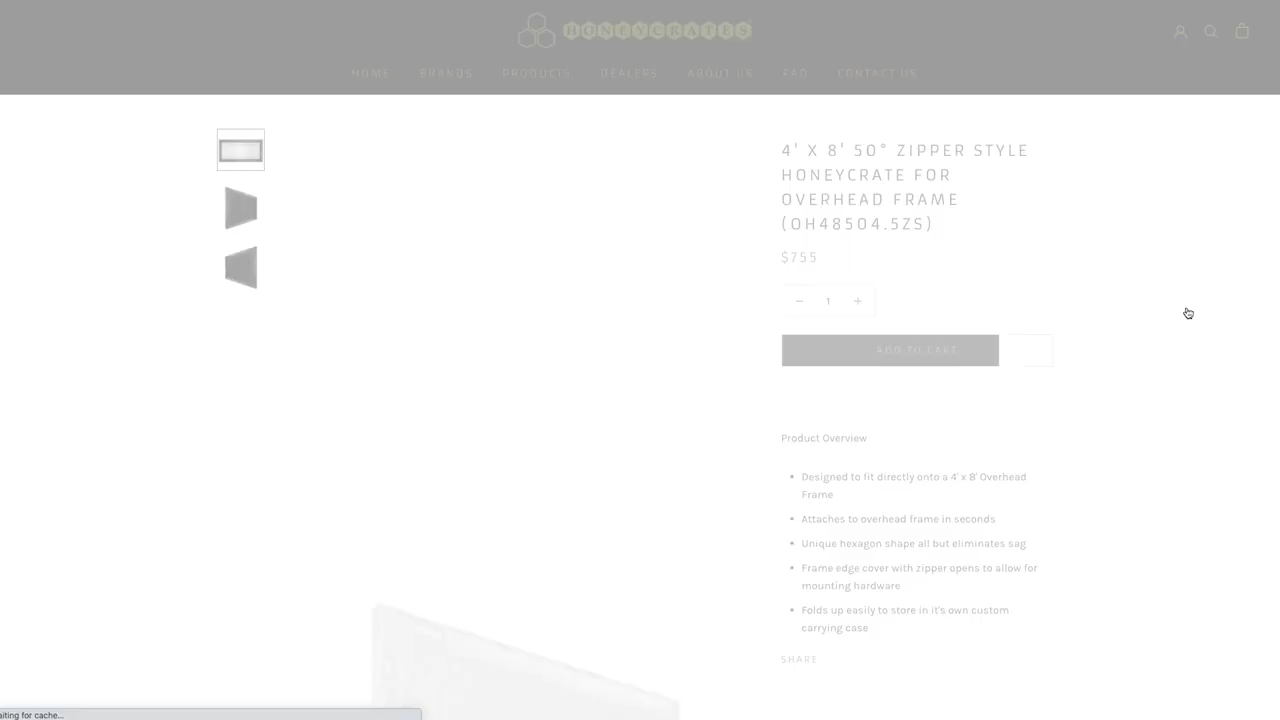 HONEYCRATES
HOME BRANDS PRODUCTS DEALERS ABOUT US FAQ CONTACT US
4' X 8' 50° ZIPPER STYLE
HONEYCRATE FOR
OVERHEAD FRAME
(OH48504.5ZS)
$755
1
ADD TO CART
Product Overview
Designed to fit directly onto a 4' x 8' Overhead
Frame
Attaches to overhead frame in seconds
Unique hexagon shape all but eliminates sag
Frame edge cover with zipper opens to allow for
mounting hardware
Folds up easily to store in it's own custom
carrying case
SHARE
aiting for cache...